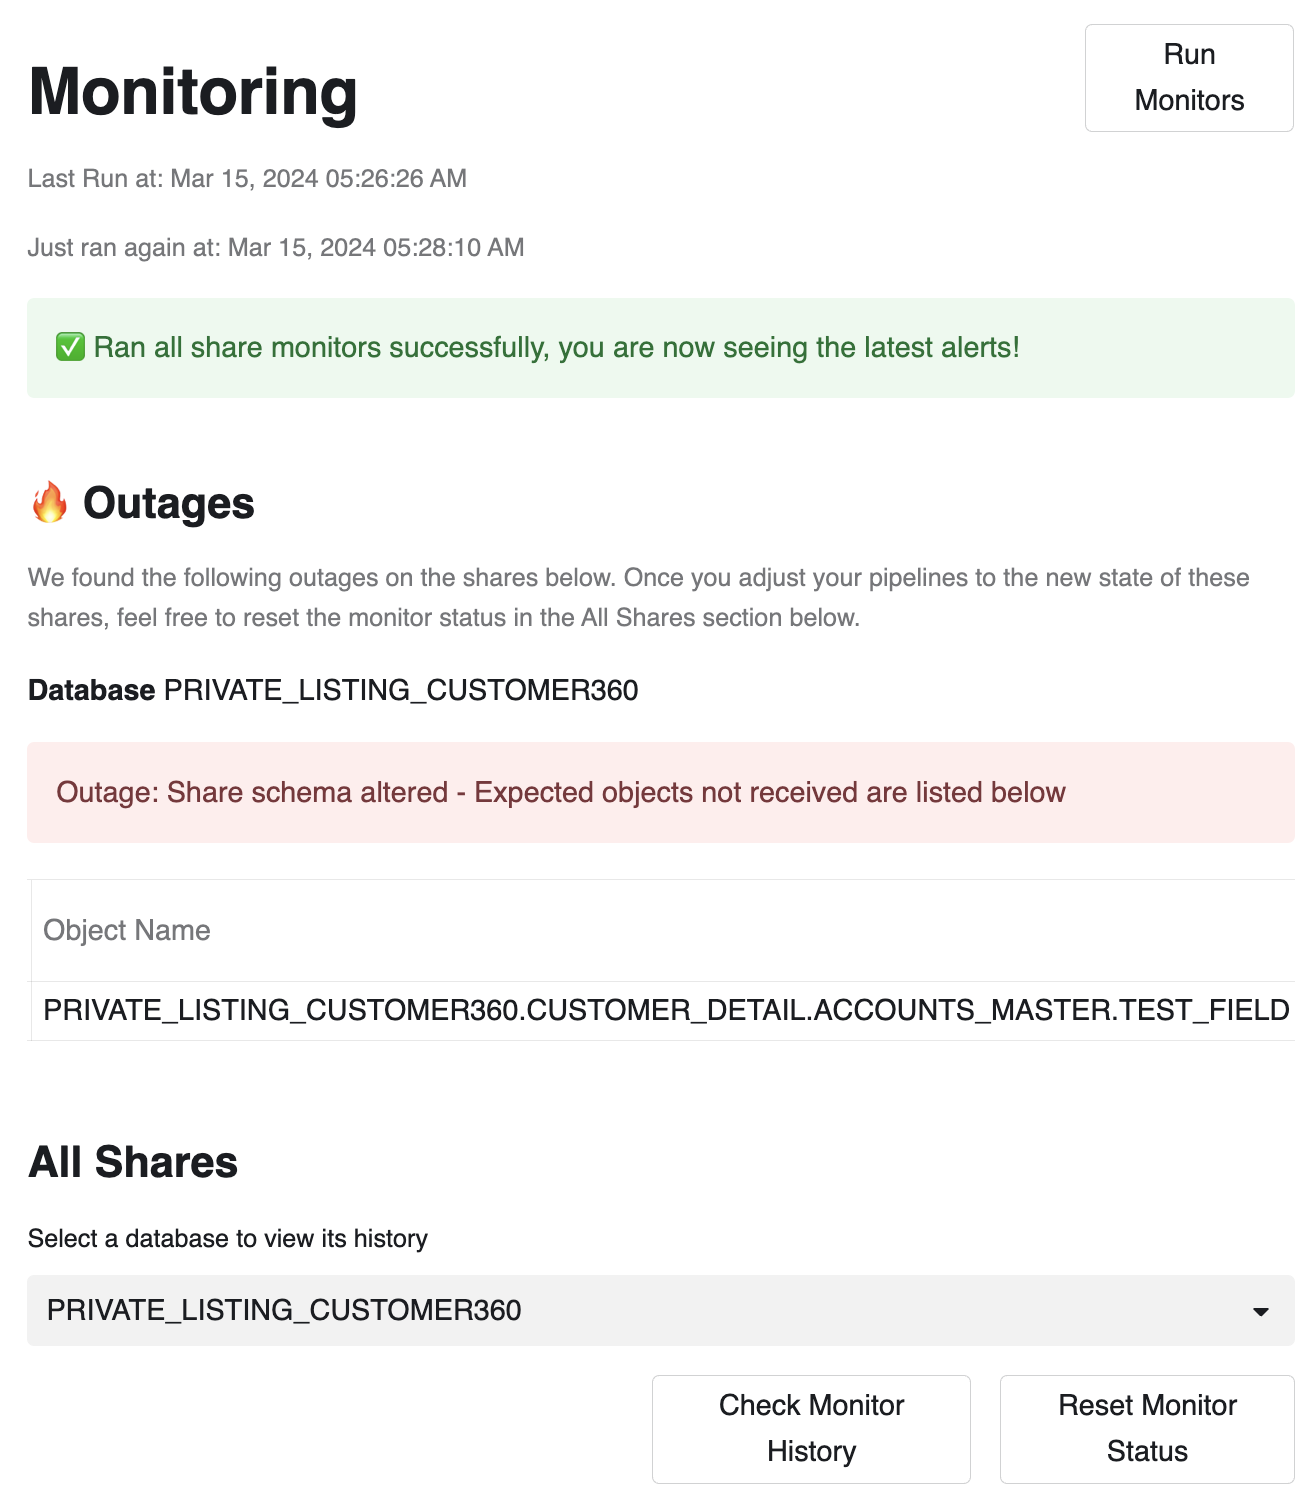 Run
Monitors
Monitoring
Last Run at: Mar 15, 2024 05:26:26 AM
Just ran again at: Mar 15, 2024 05:28:10 AM
✅ Ran all share monitors successfully, you are now seeing the latest alerts!
🔥 Outages
We found the following outages on the shares below. Once you adjust your pipelines to the new state of these
shares, feel free to reset the monitor status in the All Shares section below.
Database PRIVATE_LISTING_CUSTOMER360
Outage: Share schema altered - Expected objects not received are listed below
Object Name
PRIVATE_LISTING_CUSTOMER360.CUSTOMER_DETAIL.ACCOUNTS_MASTER.TEST_FIELD
All Shares
Select a database to view its history
PRIVATE_LISTING_CUSTOMER360
Check Monitor
History
Reset Monitor
Status